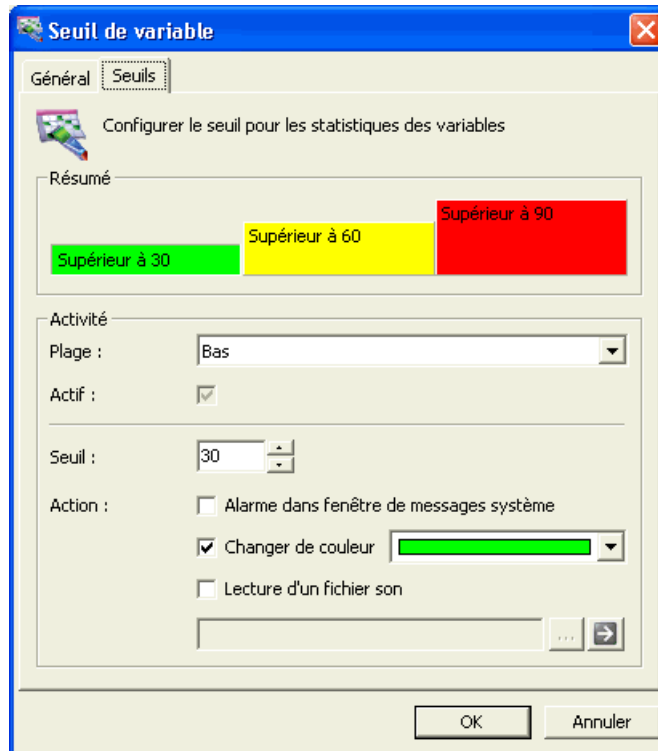 Seuil de variable
Général
Seuils
Configurer le seuil pour les statistiques des variables
Résumé
Supérieur à 30
Supérieur à 60
Supérieur à 90
Activité
Plage :
Bas
Actif :
Seuil :
30
Action :
Alarme dans fenêtre de messages système
Changer de couleur
Lecture d'un fichier son
...
OK
Annuler